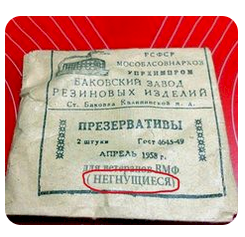 РСФСР
МОСОБЛСОВНАРХОЗ
УПРХИМПРОМ
БАКОВСКИЙ ЗАВОД
РЕЗИНОВЫХ ИЗДЕЛИЙ
Ст. Баковка Калининской ж. д.
ПРЕЗЕРВАТИВЫ
2 штуки Гост 4645-49
АПРЕЛЬ 1958 г.
для ветеранов ВМФ
(НЕГНУЩИЕСЯ)